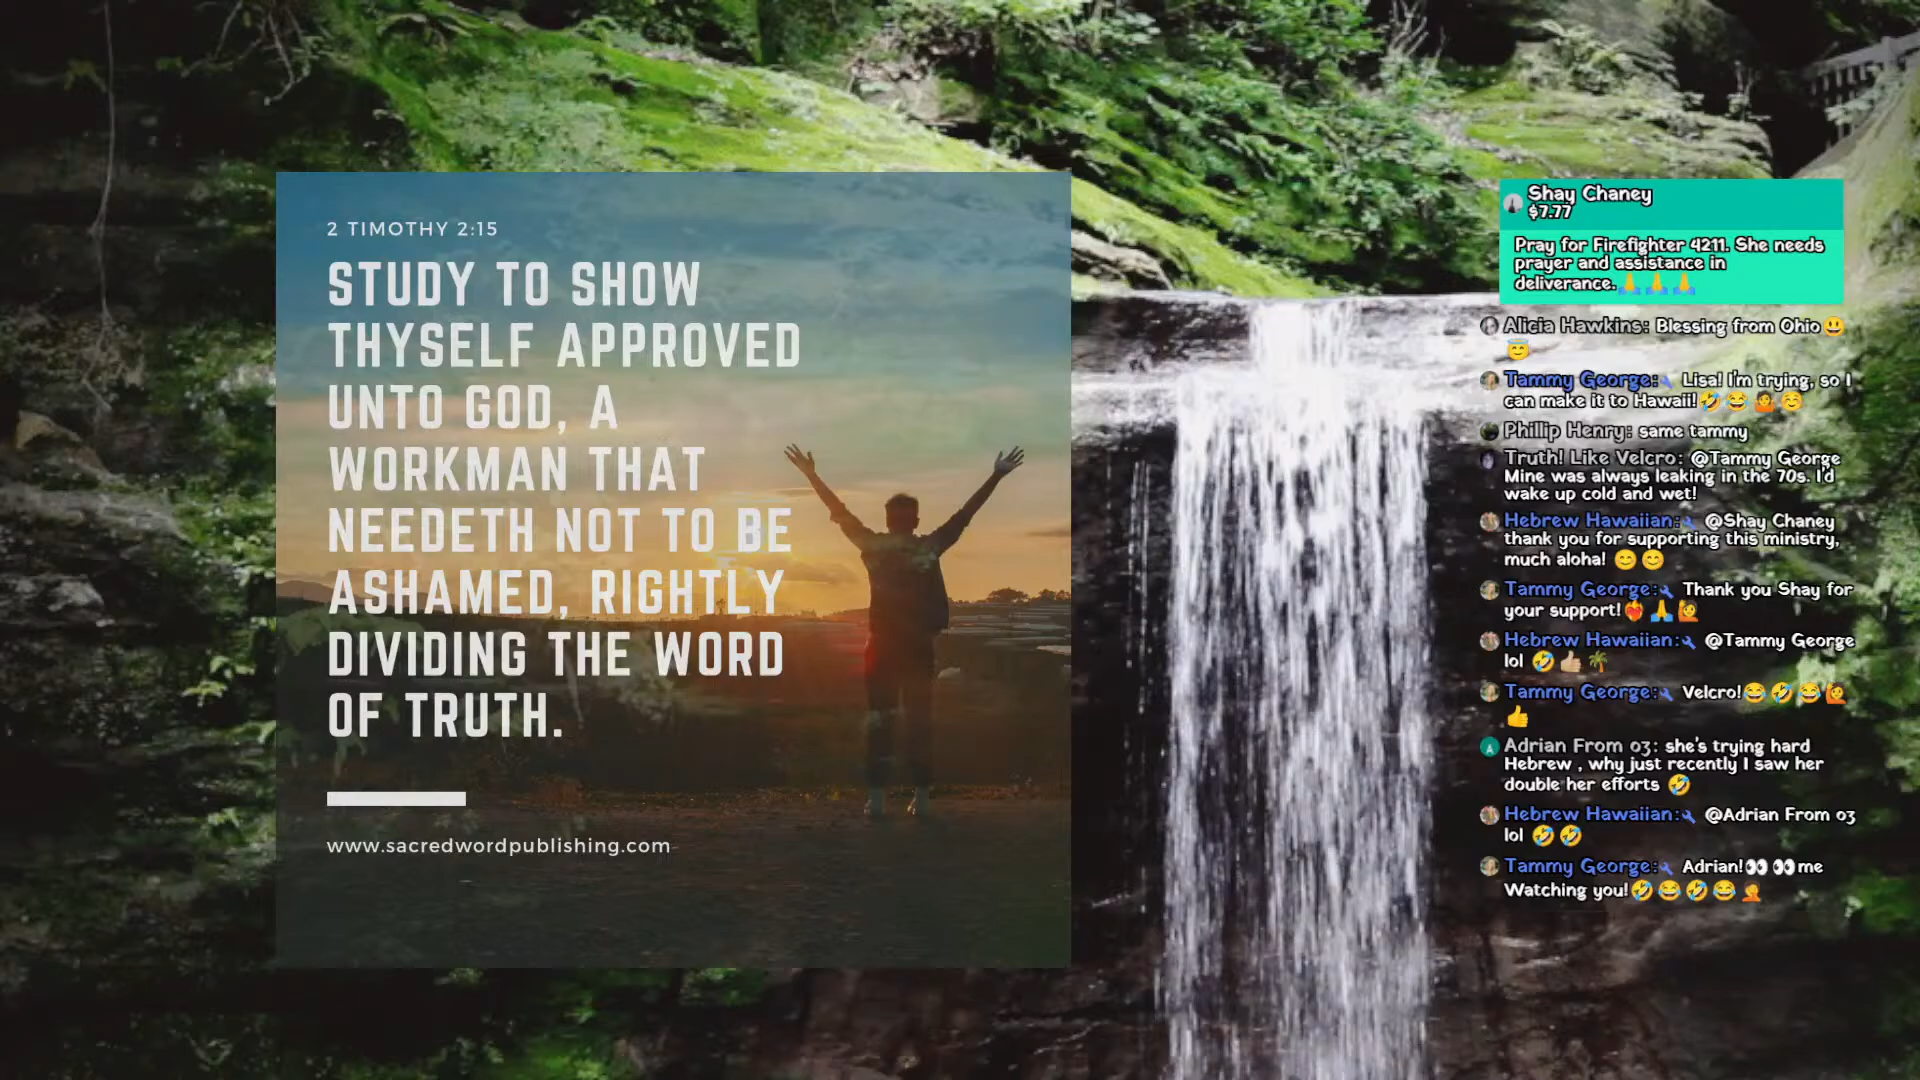 2 TIMOTHY 2:15
STUDY TO SHOW
THYSELF APPROVED
UNTO GOD, A
WORKMAN THAT
NEEDETH NOT TO BE
ASHAMED, RIGHTLY
DIVIDING THE WORD
OF TRUTH.
www.sacredwordpublishing.com
Shay Chaney
$7.77
Pray for Firefighter 4211. She needs
prayer and assistance in
deliverance.🙏🙏🙏
Alicia Hawkins: Blessing from Ohio😃
😇
Tammy George: Lisa! I'm trying, so I
can make it to Hawaii!🤣😂🤷☺️
Phillip Henry: same tammy
Truth! Like Velcro: @Tammy George
Mine was always leaking in the 70s. I'd
wake up cold and wet!
Hebrew Hawaiian: @Shay Chaney
thank you for supporting this ministry,
much aloha! 😊😊
Tammy George: Thank you Shay for
your support!❤️‍🔥🙏🙋
Hebrew Hawaiian: @Tammy George
lol 🤣👍🏼🌴
Tammy George: Velcro!😂🤣😂🙋
👍
A
Adrian From 03: she's trying hard
Hebrew , why just recently I saw her
double her efforts 🤣
Hebrew Hawaiian: @Adrian From 03
lol 🤣🤣
Tammy George: Adrian!👀👀me
Watching you!🤣😂🤣😂🤦